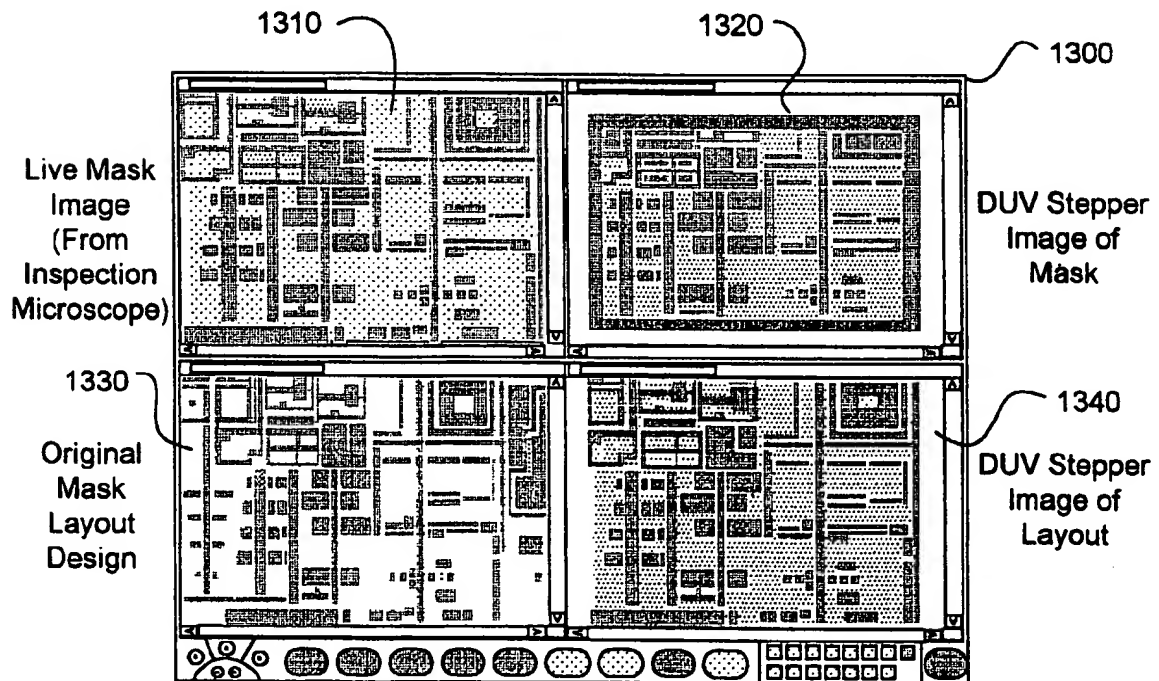 1310
1320
1300
Live Mask
Image
(From
Inspection
Microscope)
DUV Stepper
Image of
Mask
1330
1340
Original
Mask
Layout
Design
DUV Stepper
Image of
Layout